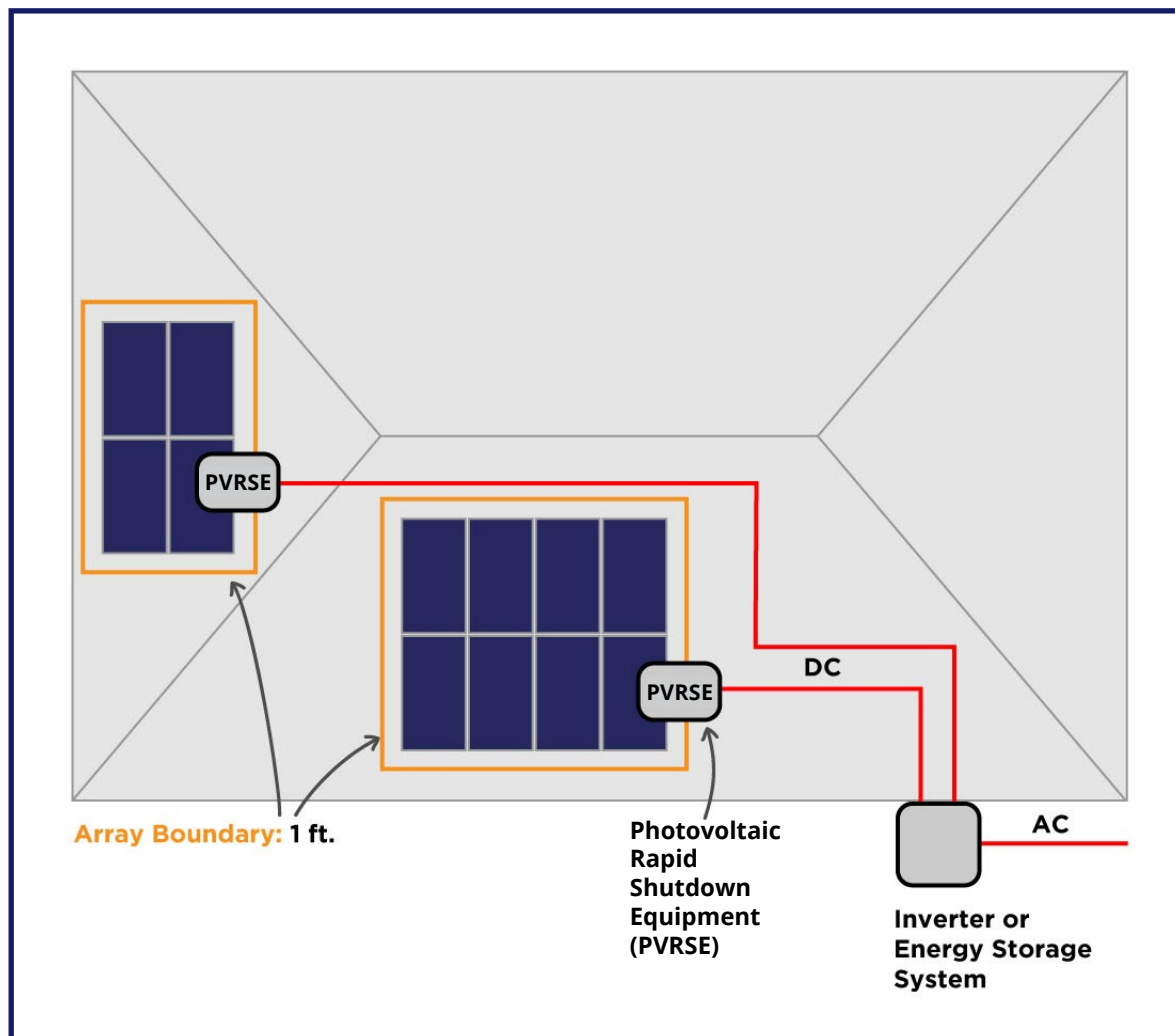 PVRSE
PVRSE
DC
Array Boundary: 1 ft.
Photovoltaic
Rapid
Shutdown
Equipment
(PVRSE)
AC
Inverter or
Energy Storage
System